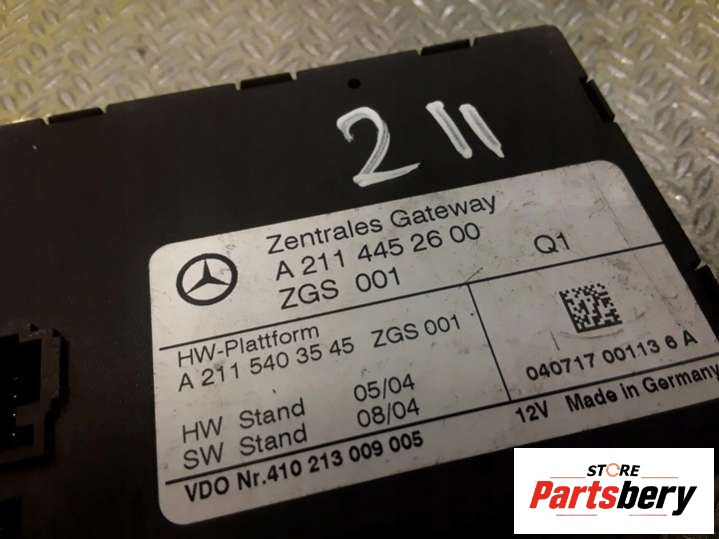 211
Zentrales Gateway
A 211 445 26 00
ZGS 001
Q1
HW-Plattform
A 211 540 35 45 ZGS 001
HW Stand 05/04
SW Stand 08/04
040717 00113 6 A
VDO Nr.410 213 009 005
12V Made in Germany
STORE
Partsbery